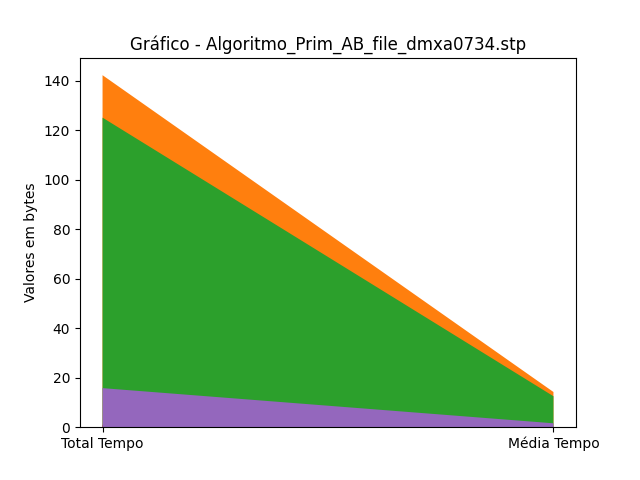 Gráfico - Algoritmo_Prim_AB_file_dmxa0734.stp
Valores em bytes
140
120
100
80
60
40
20
0
Total Tempo
Média Tempo